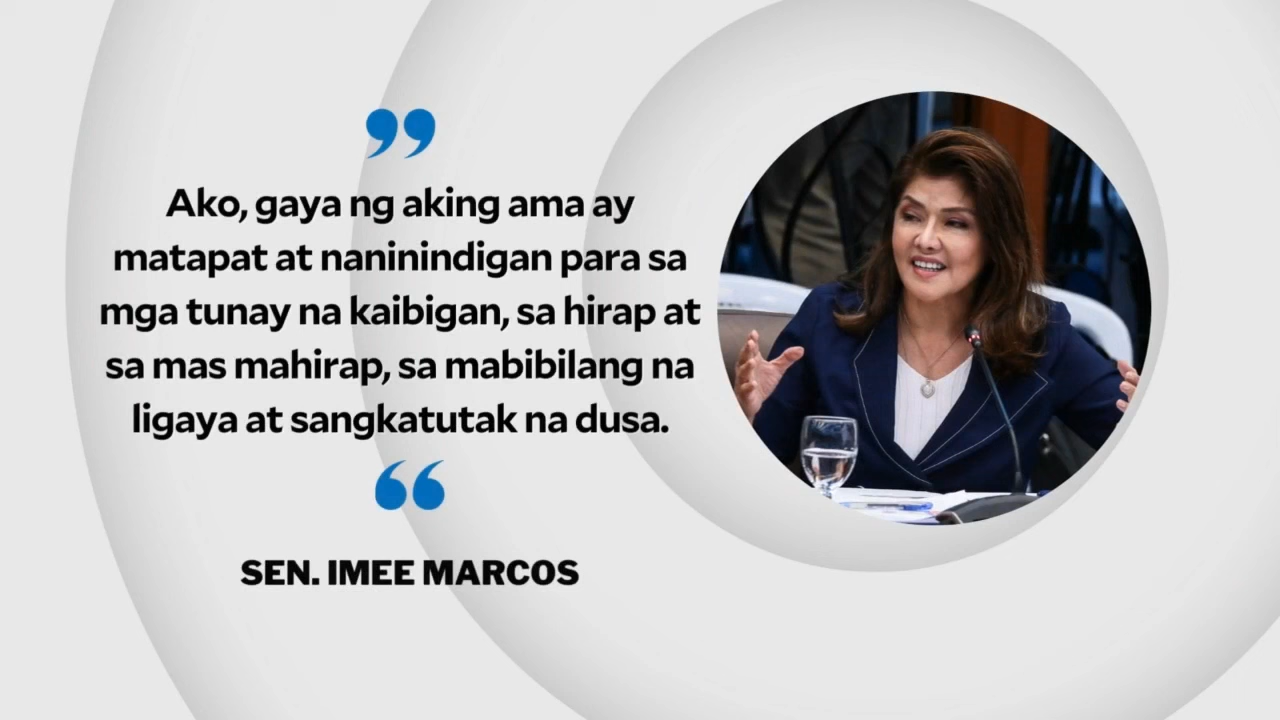 ”
Ako, gaya ng aking ama ay
matapat at naninindigan para sa
mga tunay na kaibigan, sa hirap at
sa mas mahirap, sa mabibilang na
ligaya at sangkatutak na dusa.
“
SEN. IMEE MARCOS